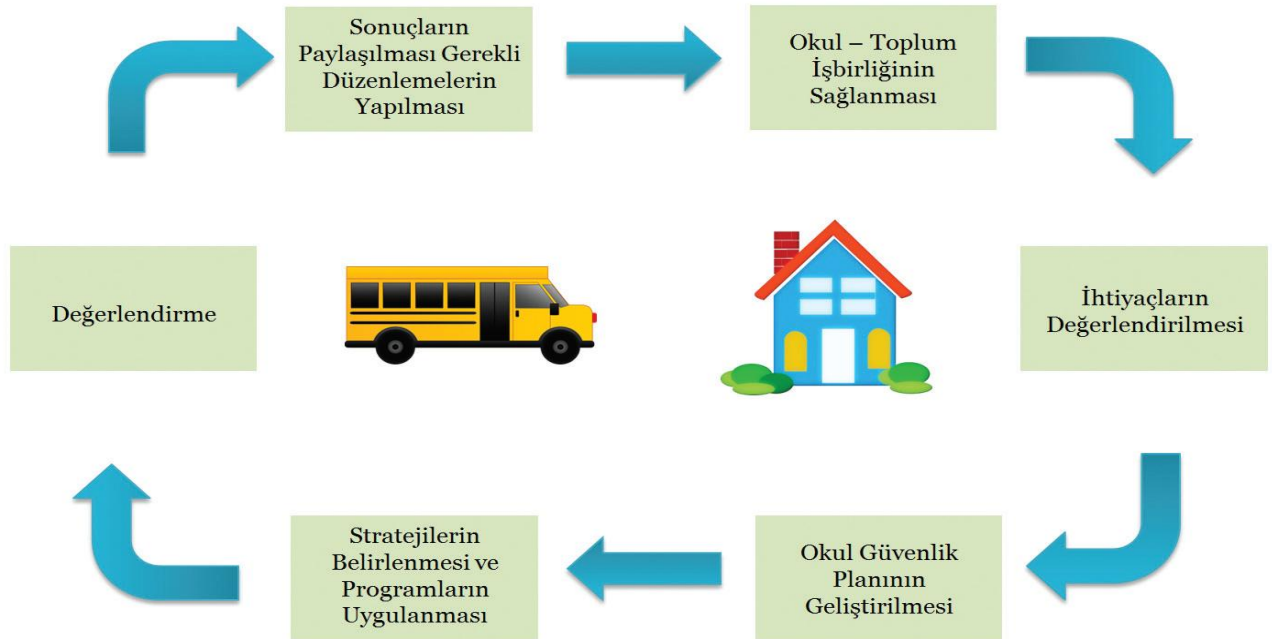 Sonuçların
Paylaşılması Gerekli
Düzenlemelerin
Yapılması
Okul – Toplum
İşbirliğinin
Sağlanması
Değerlendirme
İhtiyaçların
Değerlendirilmesi
Stratejilerin
Belirlenmesi ve
Programların
Uygulanması
Okul Güvenlik
Planının
Geliştirilmesi